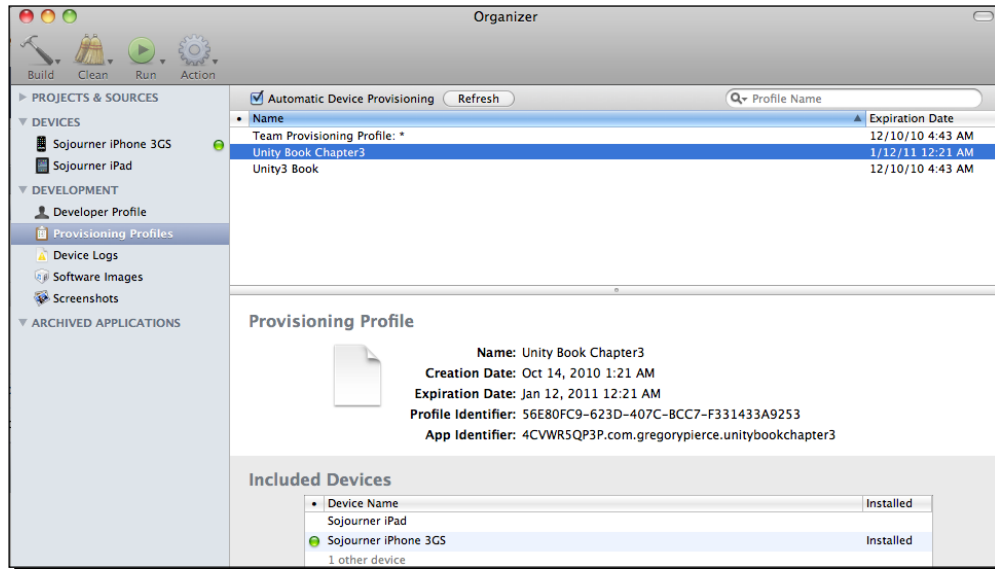 Organizer
Build Clean Run Action
PROJECTS & SOURCES
DEVICES
Sojourner iPhone 3GS
Sojourner iPad
DEVELOPMENT
Developer Profile
Provisioning Profiles
Device Logs
Software Images
Screenshots
ARCHIVED APPLICATIONS
Automatic Device Provisioning Refresh Profile Name
• Name Expiration Date
Team Provisioning Profile: * 12/10/10 4:43 AM
Unity Book Chapter3 1/12/11 12:21 AM
Unity3 Book 12/10/10 4:43 AM
Provisioning Profile
Name: Unity Book Chapter3
Creation Date: Oct 14, 2010 1:21 AM
Expiration Date: Jan 12, 2011 12:21 AM
Profile Identifier: 56E80FC9-623D-407C-BCC7-F331433A9253
App Identifier: 4CVWR5QP3P.com.gregorypierce.unitybookchapter3
Included Devices
• Device Name Installed
Sojourner iPad
Sojourner iPhone 3GS Installed
1 other device